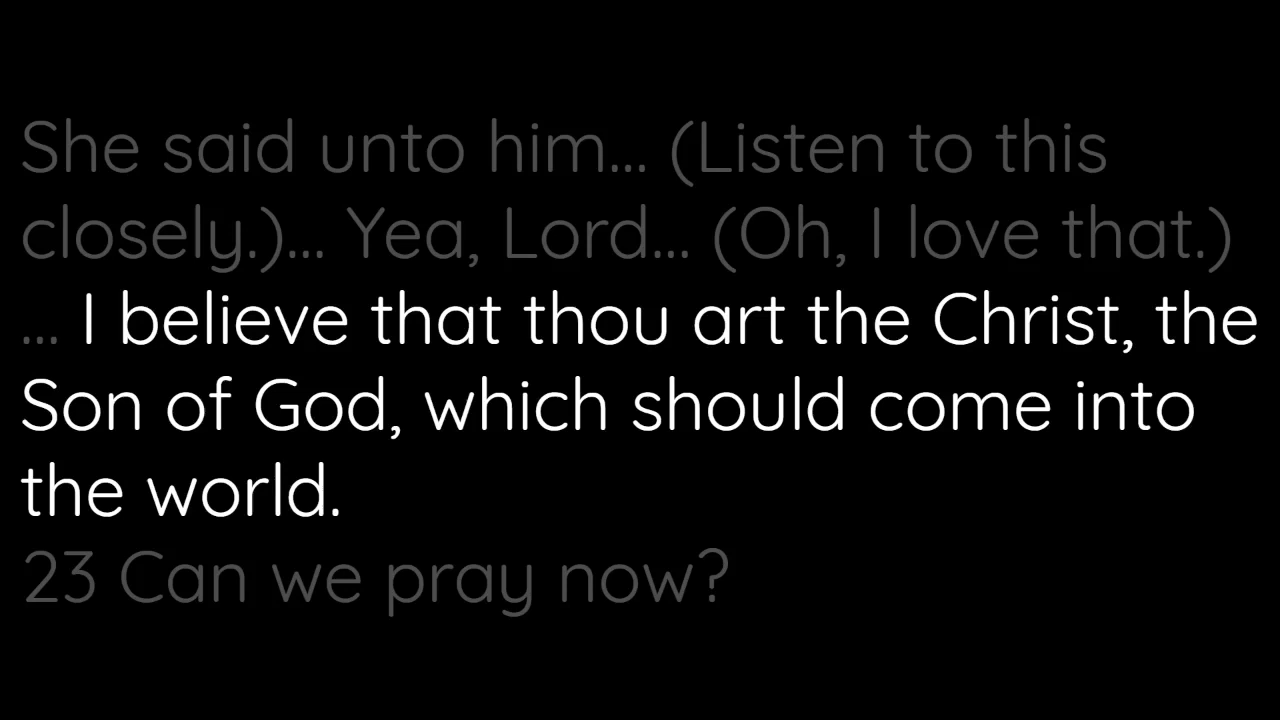 She said unto him... (Listen to this
closely.)... Yea, Lord... (Oh, I love that.)
... I believe that thou art the Christ, the
Son of God, which should come into
the world.
23 Can we pray now?